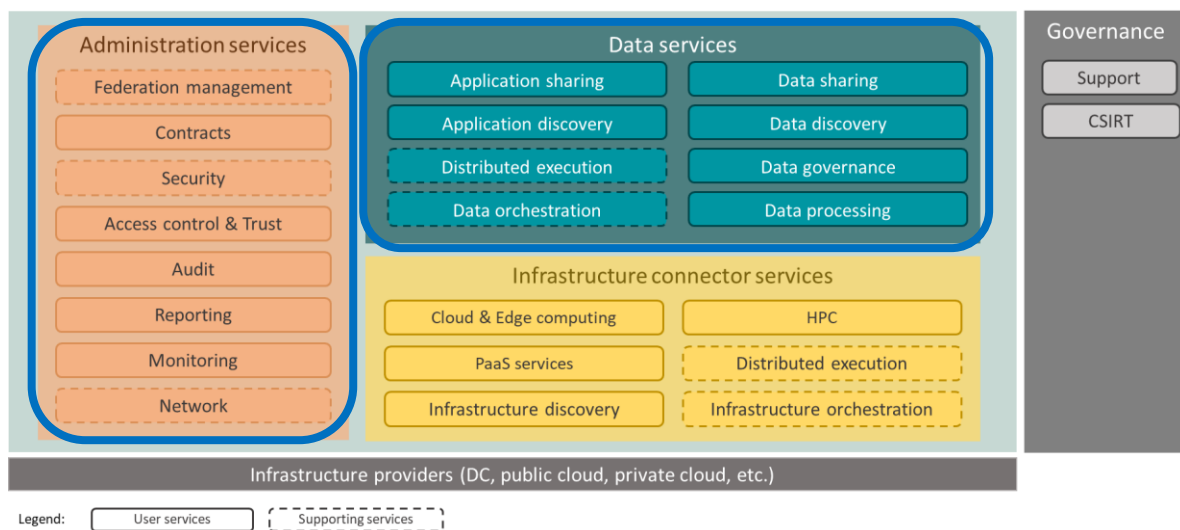 Administration services
Federation management
Contracts
Security
Access control & Trust
Audit
Reporting
Monitoring
Network
Data services
Application sharing
Data sharing
Application discovery
Data discovery
Distributed execution
Data governance
Data orchestration
Data processing
Infrastructure connector services
Cloud & Edge computing
HPC
PaaS services
Distributed execution
Infrastructure discovery
Infrastructure orchestration
Governance
Support
CSIRT
Infrastructure providers (DC, public cloud, private cloud, etc.)
Legend:
User services
Supporting services